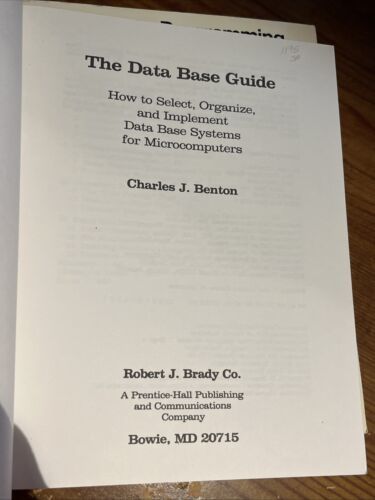 Programming
The Data Base Guide
How to Select, Organize,
and Implement
Data Base Systems
for Microcomputers
Charles J. Benton
Robert J. Brady Co.
A Prentice-Hall Publishing
and Communications
Company
Bowie, MD 20715